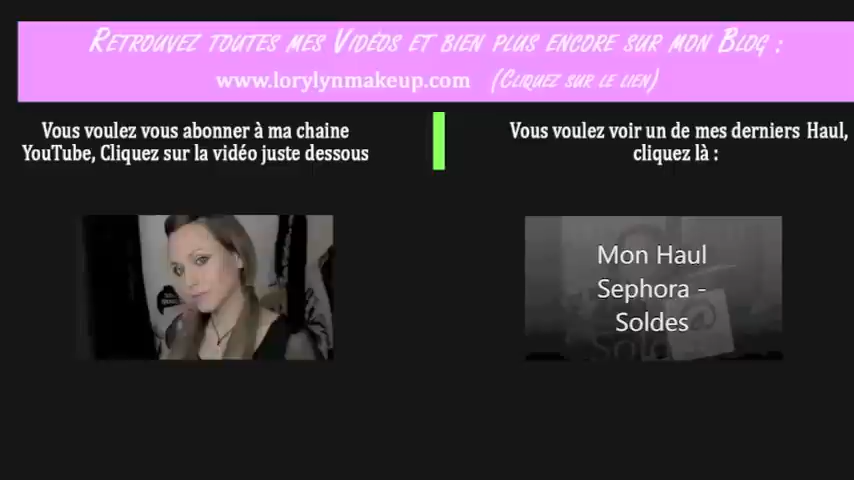 Retrouvez toutes mes Vidéos et bien plus encore sur mon Blog :
www.lorylynmakeup.com (Cliquez sur le lien)
Vous voulez vous abonner à ma chaine
YouTube, Cliquez sur la vidéo juste dessous
Vous voulez voir un de mes derniers Haul,
cliquez là :
Mon Haul
Sephora -
Soldes